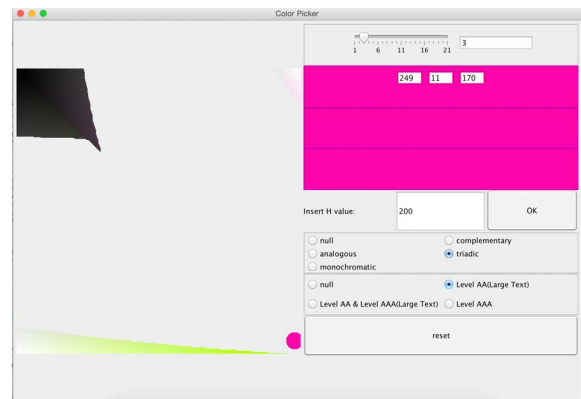 Color Picker
1 6 11 16 21
3
249 11 170
Insert H value: 200 OK
null complementary
analogous triadic
monochromatic
null Level AA(Large Text)
Level AA & Level AAA(Large Text) Level AAA
reset